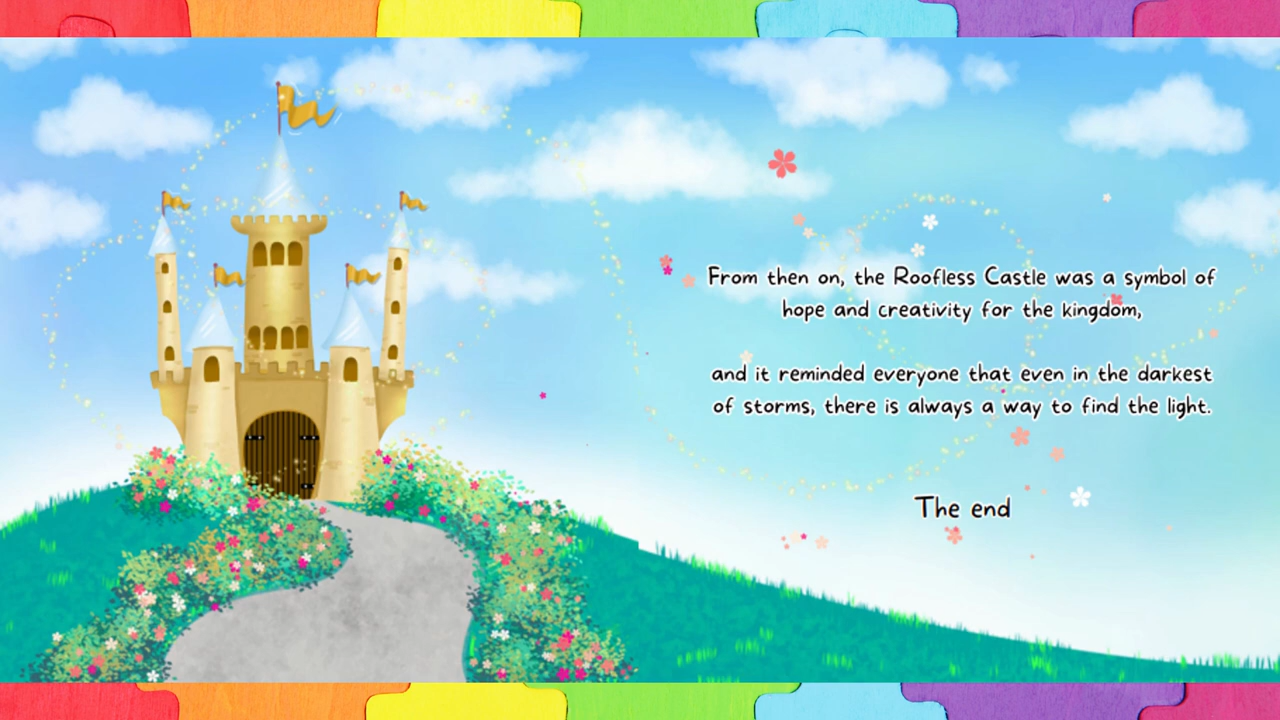 From then on, the Roofless Castle was a symbol of
hope and creativity for the kingdom,
and it reminded everyone that even in the darkest
of storms, there is always a way to find the light.
The end